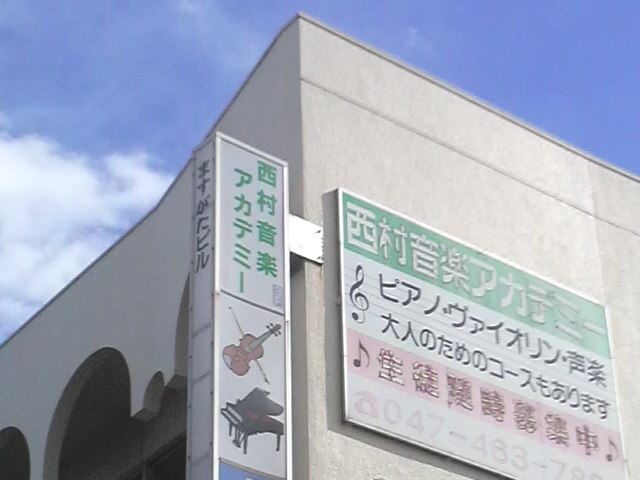 ますがたビル
西村音楽
アカデミー
西村音楽アカデミー
ピアノ・ヴァイオリン・声楽
大人のためのコースもあります
♪生徒随時募集中♪
☎047-463-78